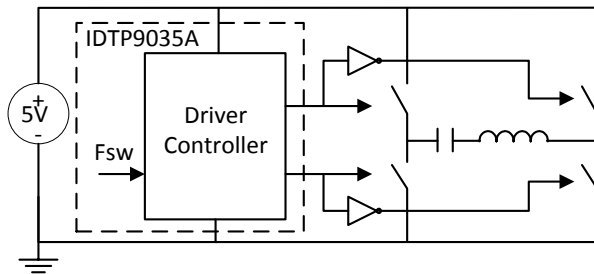 IDTP9035A
+
5V
-
Driver
Controller
Fsw